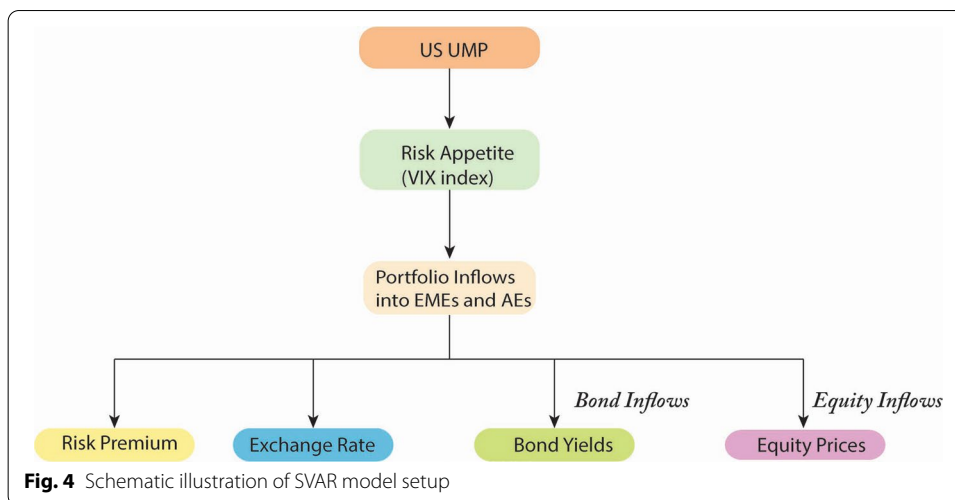 US UMP
Risk Appetite
(VIX index)
Portfolio Inflows
into EMEs and AEs
Bond Inflows
Equity Inflows
Risk Premium
Exchange Rate
Bond Yields
Equity Prices
Fig. 4 Schematic illustration of SVAR model setup